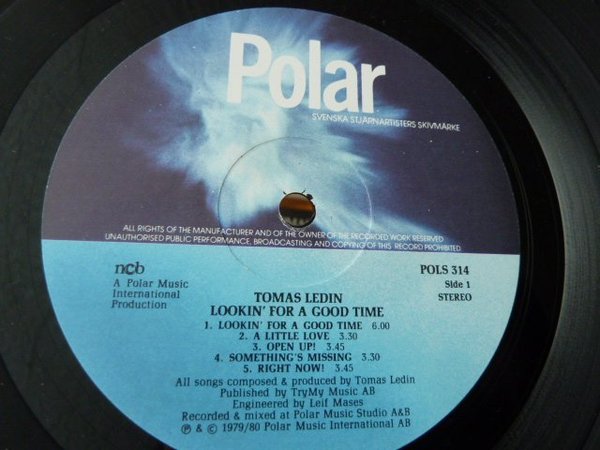 Polar
SVENSKA STJÄRNARTISTERS SKIVMÄRKE
ALL RIGHTS OF THE MANUFACTURER AND OF THE OWNER OF THE RECORDED WORK RESERVED
UNAUTHORISED PUBLIC PERFORMANCE, BROADCASTING AND COPYING OF THIS RECORD PROHIBITED
ncb
A Polar Music
International
Production
POLS 314
Side 1
STEREO
TOMAS LEDIN
LOOKIN' FOR A GOOD TIME
1. LOOKIN' FOR A GOOD TIME 6.00
2. A LITTLE LOVE 3.30
3. OPEN UP! 3.45
4. SOMETHING'S MISSING 3.30
5. RIGHT NOW! 3.45
All songs composed & produced by Tomas Ledin
Published by TryMy Music AB
Engineered by Leif Mases
Recorded & mixed at Polar Music Studio A&B
℗ & © 1979/80 Polar Music International AB